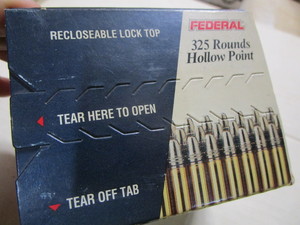 RECLOSEABLE LOCK TOP
FEDERAL
325 Rounds
Hollow Point
TEAR HERE TO OPEN
TEAR OFF TAB